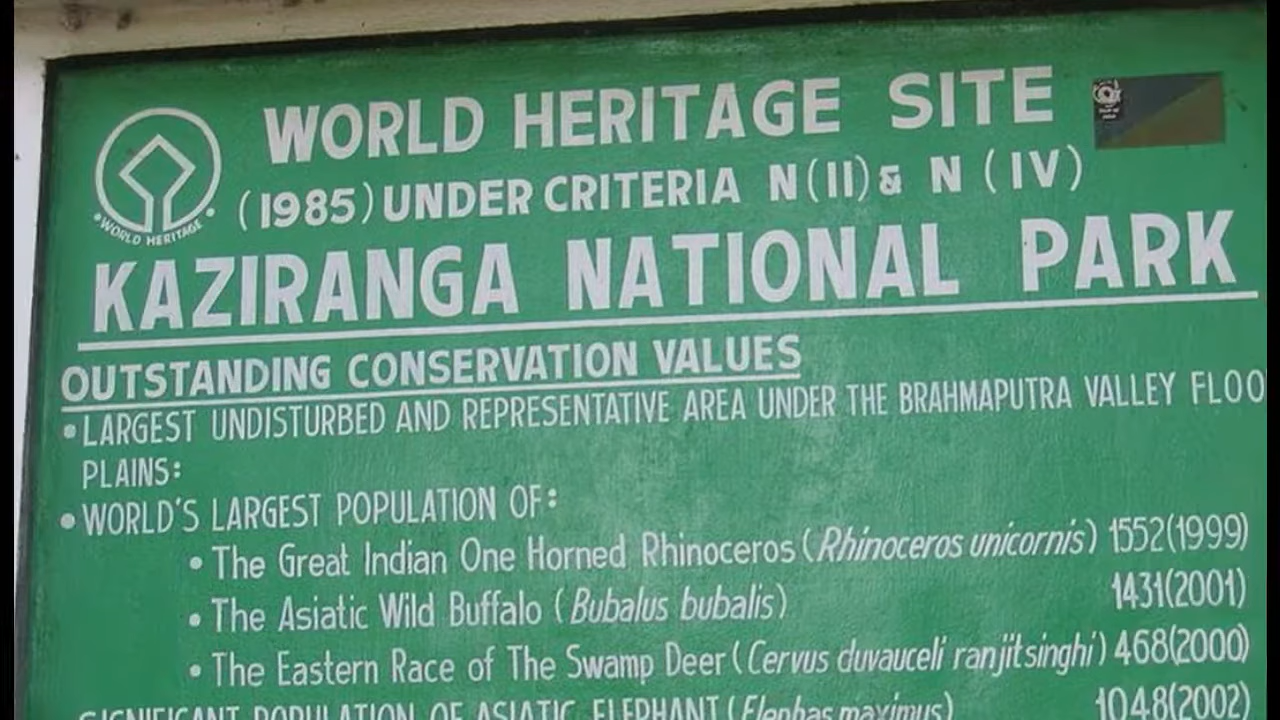 WORLD HERITAGE SITE
• WORLD HERITAGE •
(1985) UNDER CRITERIA N(II) & N (IV)
KAZIRANGA NATIONAL PARK
OUTSTANDING CONSERVATION VALUES
• LARGEST UNDISTURBED AND REPRESENTATIVE AREA UNDER THE BRAHMAPUTRA VALLEY FLOO
PLAINS:
• WORLD'S LARGEST POPULATION OF:
• The Great Indian One Horned Rhinoceros (Rhinoceros unicornis) 1552(1999)
• The Asiatic Wild Buffalo (Bubalus bubalis) 1431(2001)
• The Eastern Race of The Swamp Deer (Cervus duvauceli ranjitsinghi) 468(2000)
SIGNIFICANT POPULATION OF ASIATIC ELEPHANT (Elephas maximus) 1048(2002)